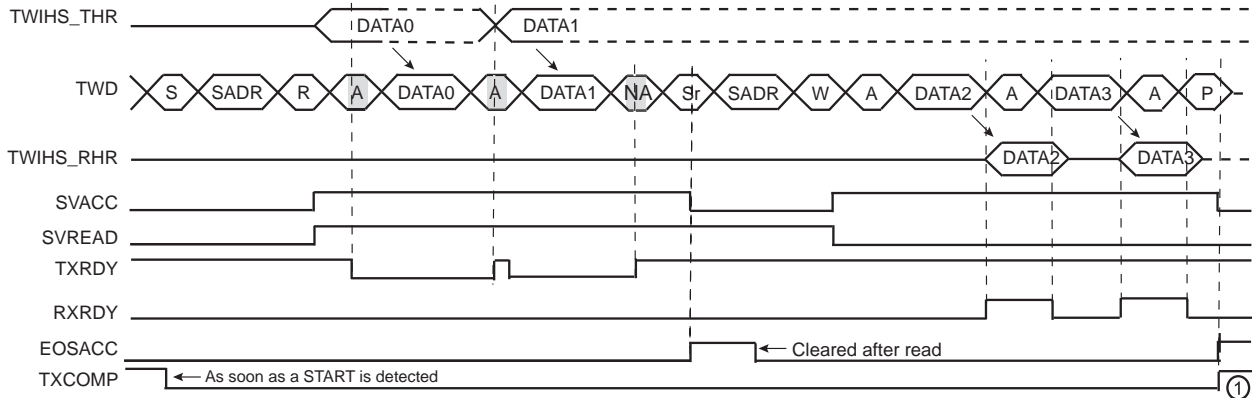 TWIHS_THR DATA0 DATA1
TWD S SADR R A DATA0 A DATA1 NA Sr SADR W A DATA2 A DATA3 A P
TWIHS_RHR DATA2 DATA3
SVACC
SVREAD
TXRDY
RXRDY
EOSACC Cleared after read
TXCOMP As soon as a START is detected 1